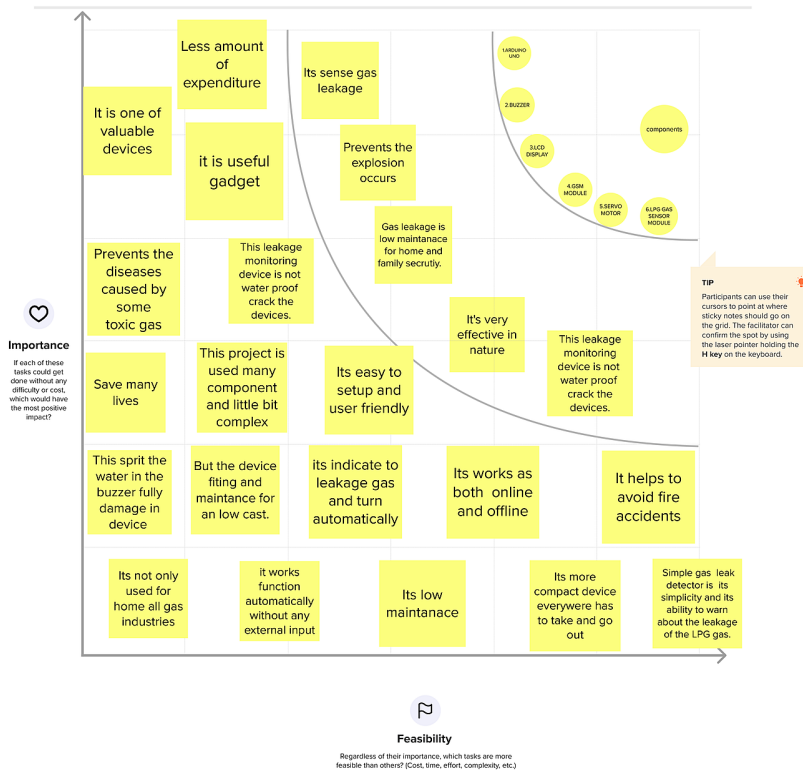 Less amount
of
expenditure
Its sense gas
leakage
1.ARDUINO
UNO
It is one of
valuable
devices
2.BUZZER
components
it is useful
gadget
Prevents the
explosion
occurs
3.LCD
DISPLAY
4.GSM
MODULE
5.SERVO
MOTOR
6.LPG GAS
SENSOR
MODULE
Gas leakage is
low maintanance
for home and
family secrutiy.
Prevents the
diseases
caused by
some
toxic gas
This leakage
monitoring
device is not
water proof
crack the
devices.
TIP
Participants can use their
cursors to point at where
sticky notes should go on
the grid. The facilitator can
confirm the spot by using
the laser pointer holding the
H key on the keyboard.
It's very
effective in
nature
This leakage
monitoring
device is not
water proof
crack the
devices.
Importance
If each of these
tasks could get
done without any
difficulty or cost,
which would have
the most positive
impact?
Save many
lives
This project is
used many
component
and little bit
complex
Its easy to
setup and
user friendly
This sprit the
water in the
buzzer fully
damage in
device
But the device
fiting and
maintance for
an low cast.
its indicate to
leakage gas
and turn
automatically
Its works as
both online
and offline
It helps to
avoid fire
accidents
Its not only
used for
home all gas
industries
it works
function
automatically
without any
external input
Its low
maintanace
Its more
compact device
everywere has
to take and go
out
Simple gas leak
detector is its
simplicity and its
ability to warn
about the leakage
of the LPG gas.
Feasibility
Regardless of their importance, which tasks are more
feasible than others? (Cost, time, effort, complexity, etc.)